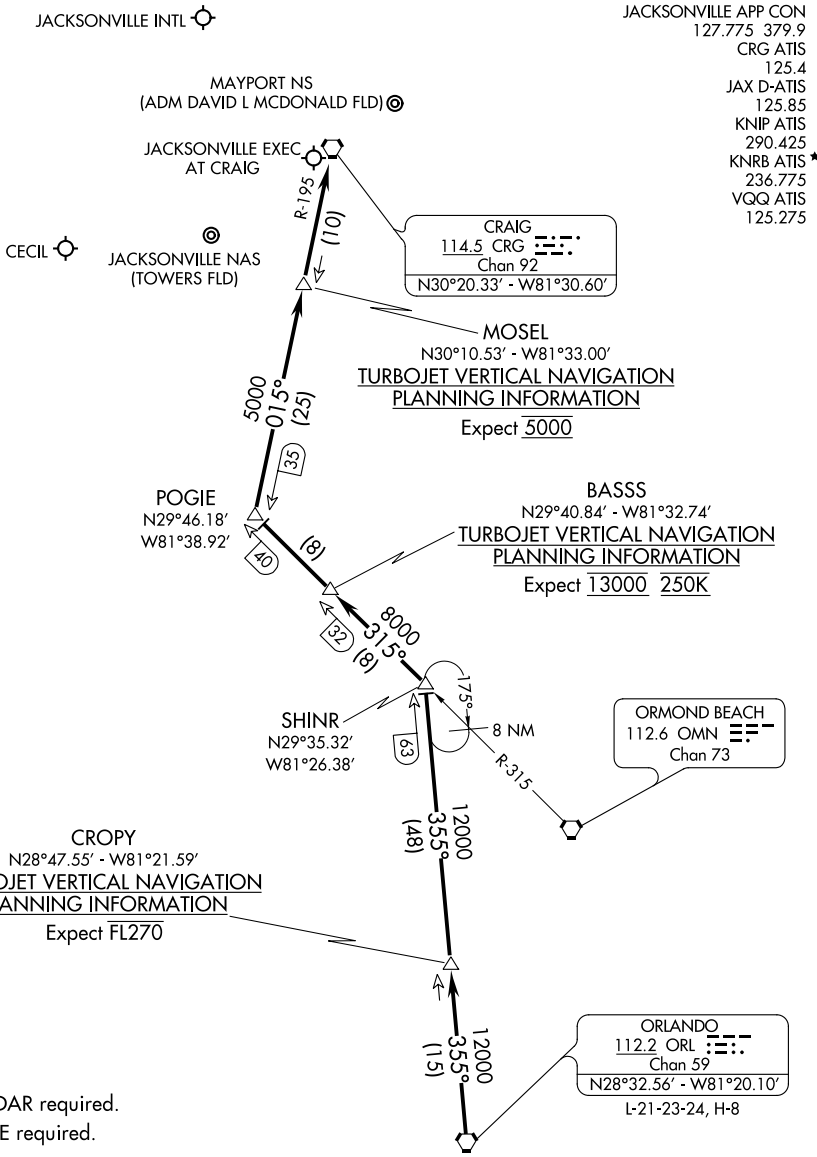 JACKSONVILLE INTL
JACKSONVILLE APP CON
127.775 379.9
CRG ATIS
125.4
JAX D-ATIS
125.85
KNIP ATIS
290.425
KNRB ATIS ★
236.775
VQQ ATIS
125.275
MAYPORT NS
(ADM DAVID L MCDONALD FLD)
JACKSONVILLE EXEC
AT CRAIG
CECIL
JACKSONVILLE NAS
(TOWERS FLD)
R-195
(10)
CRAIG
114.5 CRG
Chan 92
N30°20.33' - W81°30.60'
MOSEL
N30°10.53' - W81°33.00'
TURBOJET VERTICAL NAVIGATION
PLANNING INFORMATION
Expect 5000
5000
015°
(25)
35
POGIE
N29°46.18'
W81°38.92'
40
(8)
BASSS
N29°40.84' - W81°32.74'
TURBOJET VERTICAL NAVIGATION
PLANNING INFORMATION
Expect 13000 250K
32
8000
315°
(8)
SHINR
N29°35.32'
W81°26.38'
63
175°
8 NM
R-315
ORMOND BEACH
112.6 OMN
Chan 73
12000
355°
(48)
CROPY
N28°47.55' - W81°21.59'
OJET VERTICAL NAVIGATION
ANNING INFORMATION
Expect FL270
12000
355°
(15)
ORLANDO
112.2 ORL
Chan 59
N28°32.56' - W81°20.10'
L-21-23-24, H-8
DAR required.
E required.